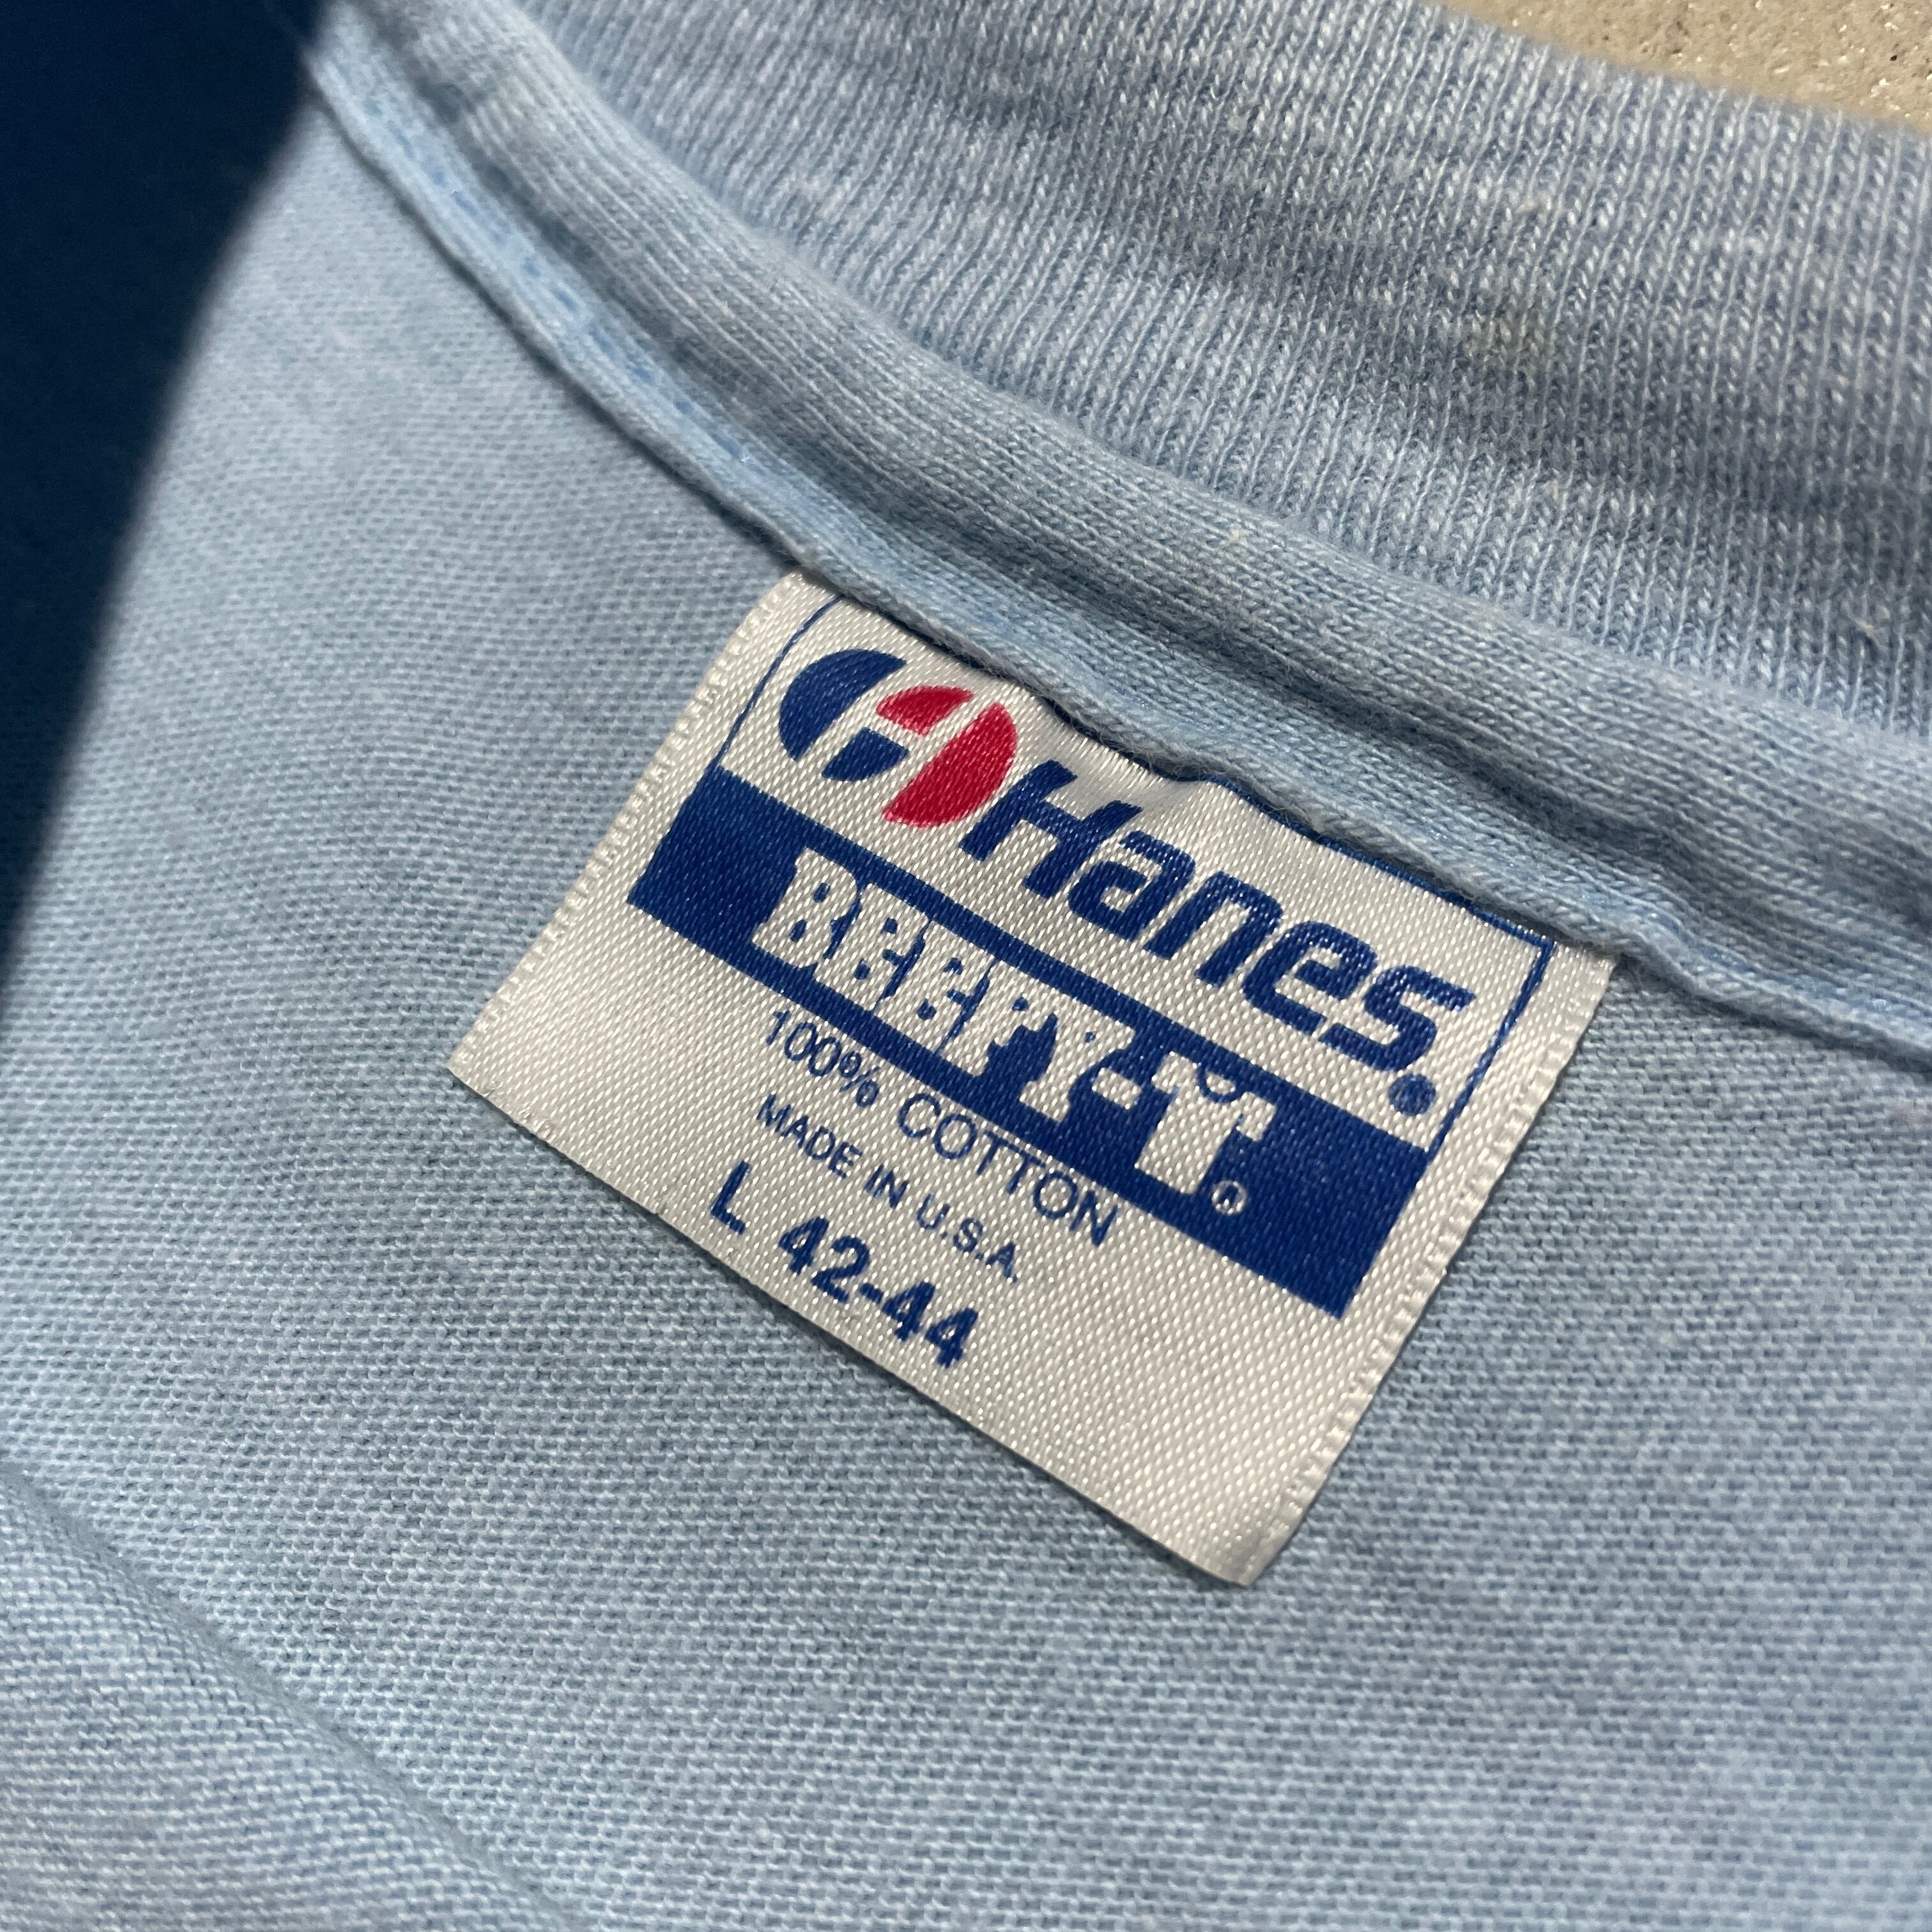 Hanes®
BEEFY-T®
100% COTTON
MADE IN U.S.A.
L 42-44